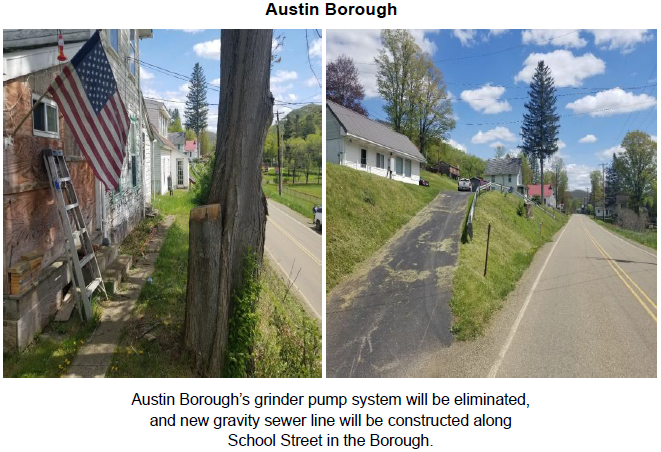 Austin Borough
Austin Borough's grinder pump system will be eliminated,
and new gravity sewer line will be constructed along
School Street in the Borough.